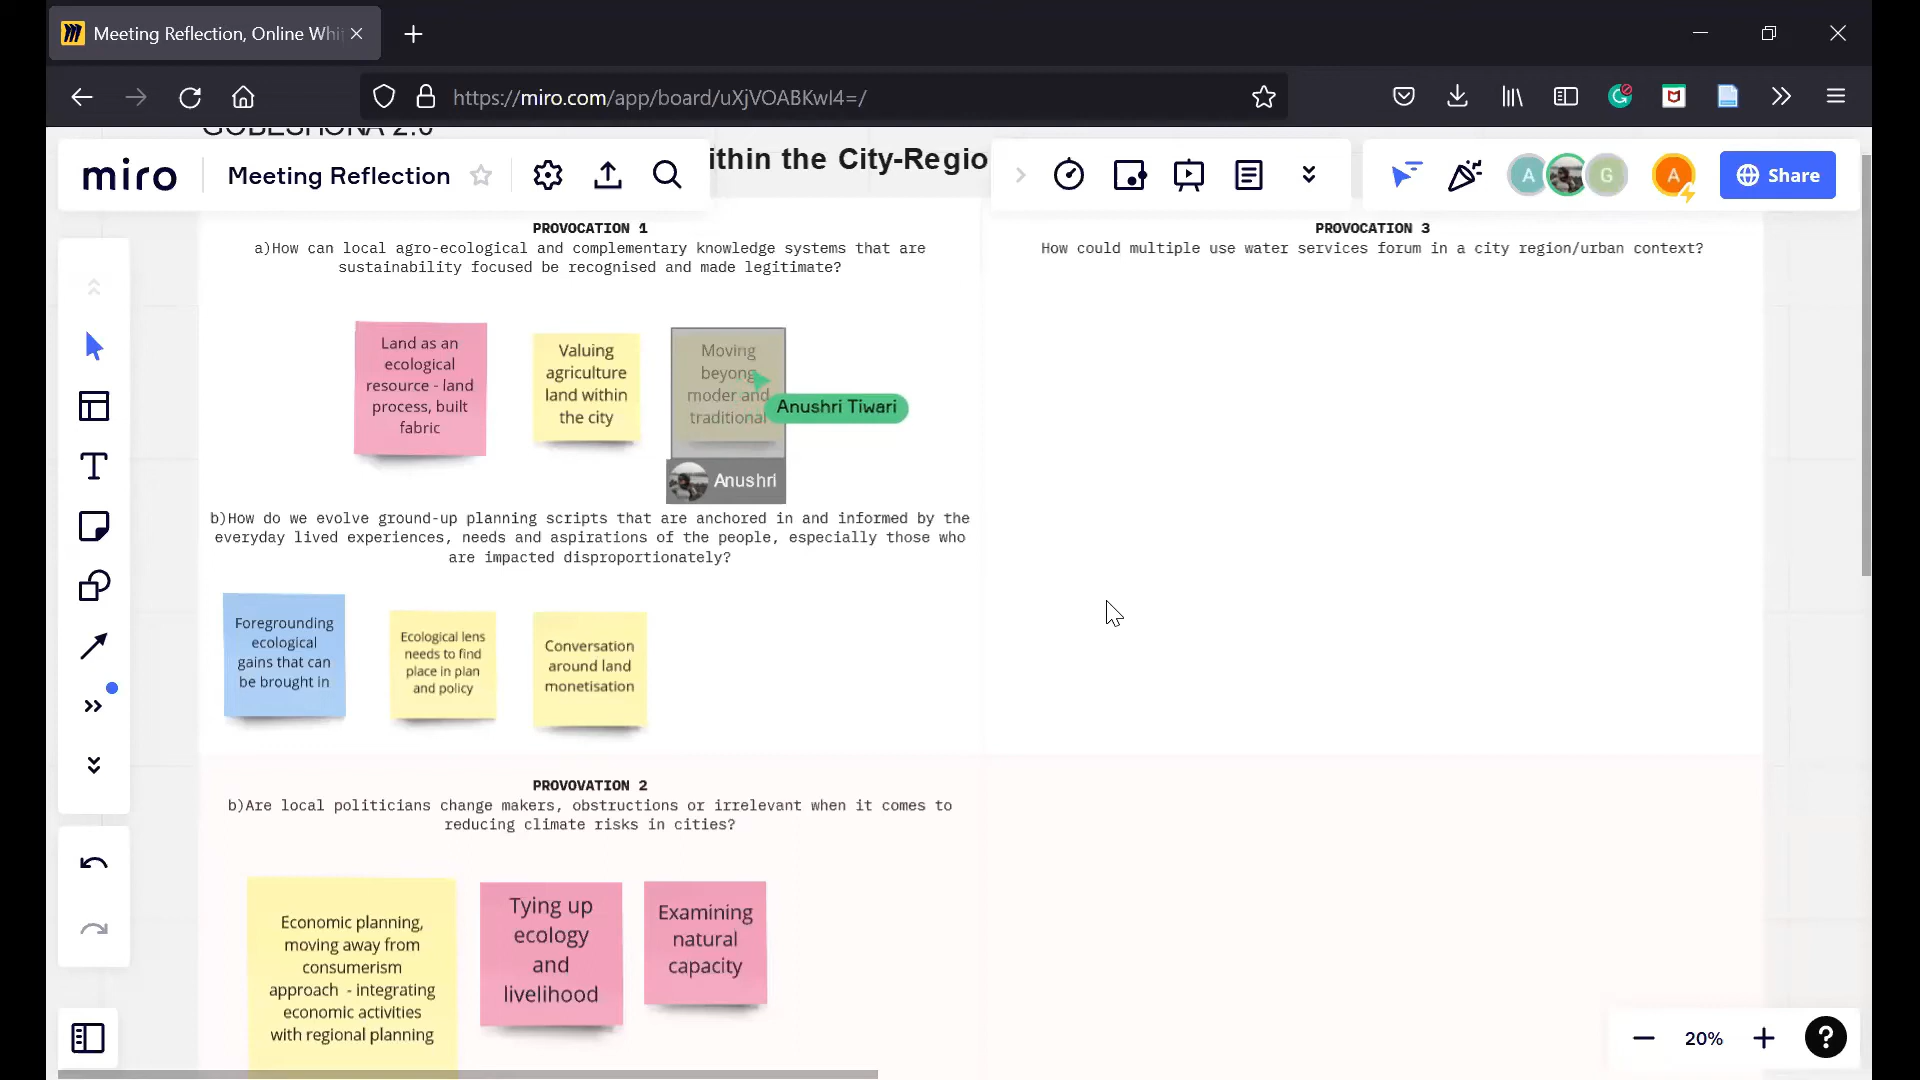 Meeting Reflection, Online Whi
https://miro.com/app/board/uXjVOABKwI4=/
GOBESHONA 2.0
ithin the City-Regio
miro
Meeting Reflection
A
G
A
Share
PROVOCATION 1
a)How can local agro-ecological and complementary knowledge systems that are
sustainability focused be recognised and made legitimate?
Land as an
ecological
resource - land
process, built
fabric
Valuing
agriculture
land within
the city
Moving
beyong
moder and
traditional
Anushri Tiwari
Anushri
b)How do we evolve ground-up planning scripts that are anchored in and informed by the
everyday lived experiences, needs and aspirations of the people, especially those who
are impacted disproportionately?
Foregrounding
ecological
gains that can
be brought in
Ecological lens
needs to find
place in plan
and policy
Conversation
around land
monetisation
PROVOVATION 2
b)Are local politicians change makers, obstructions or irrelevant when it comes to
reducing climate risks in cities?
Economic planning,
moving away from
consumerism
approach - integrating
economic activities
with regional planning
Tying up
ecology
and
livelihood
Examining
natural
capacity
PROVOCATION 3
How could multiple use water services forum in a city region/urban context?
20%
?